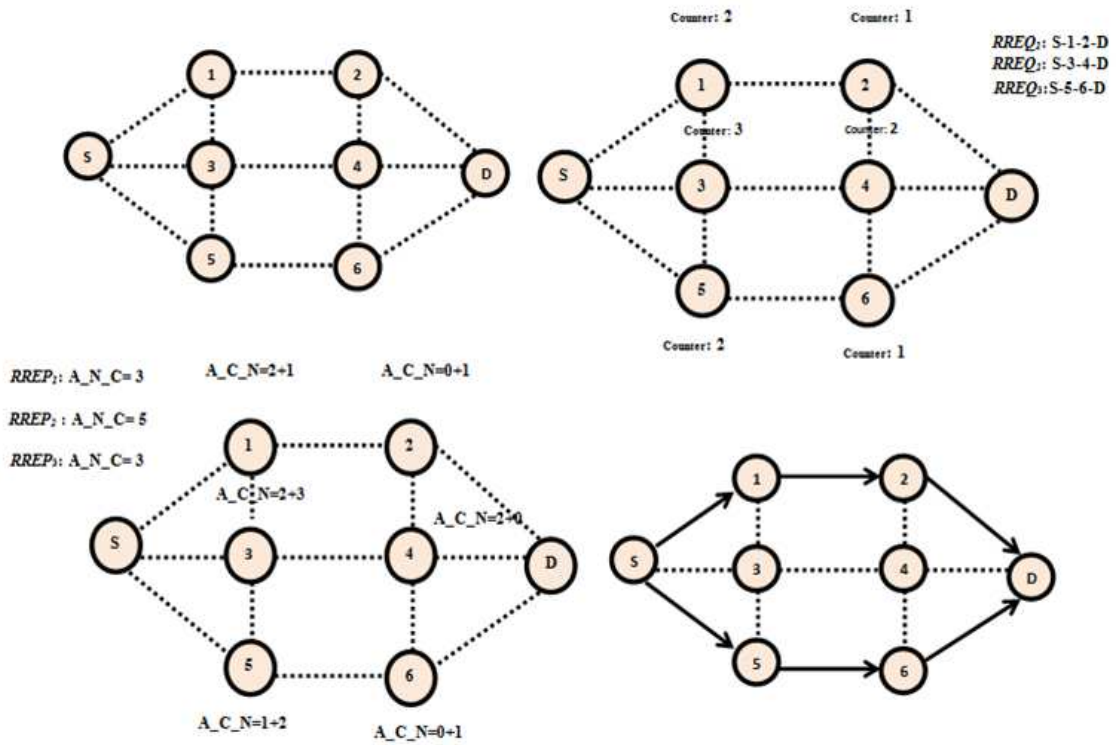 1
2
S
3
4
D
5
6
Counter: 2
Counter: 1
RREQ₁: S-1-2-D
RREQ₂: S-3-4-D
RREQ₃:S-5-6-D
1
2
Counter: 3
Counter: 2
S
3
4
D
5
6
Counter: 2
Counter: 1
RREP₁: A_N_C= 3
RREP₂ : A_N_C= 5
RREP₃: A_N_C= 3
A_C_N=2+1
A_C_N=0+1
1
2
A_C_N=2+3
A_C_N=2+0
S
3
4
D
5
6
A_C_N=1+2
A_C_N=0+1
1
2
S
3
4
D
5
6